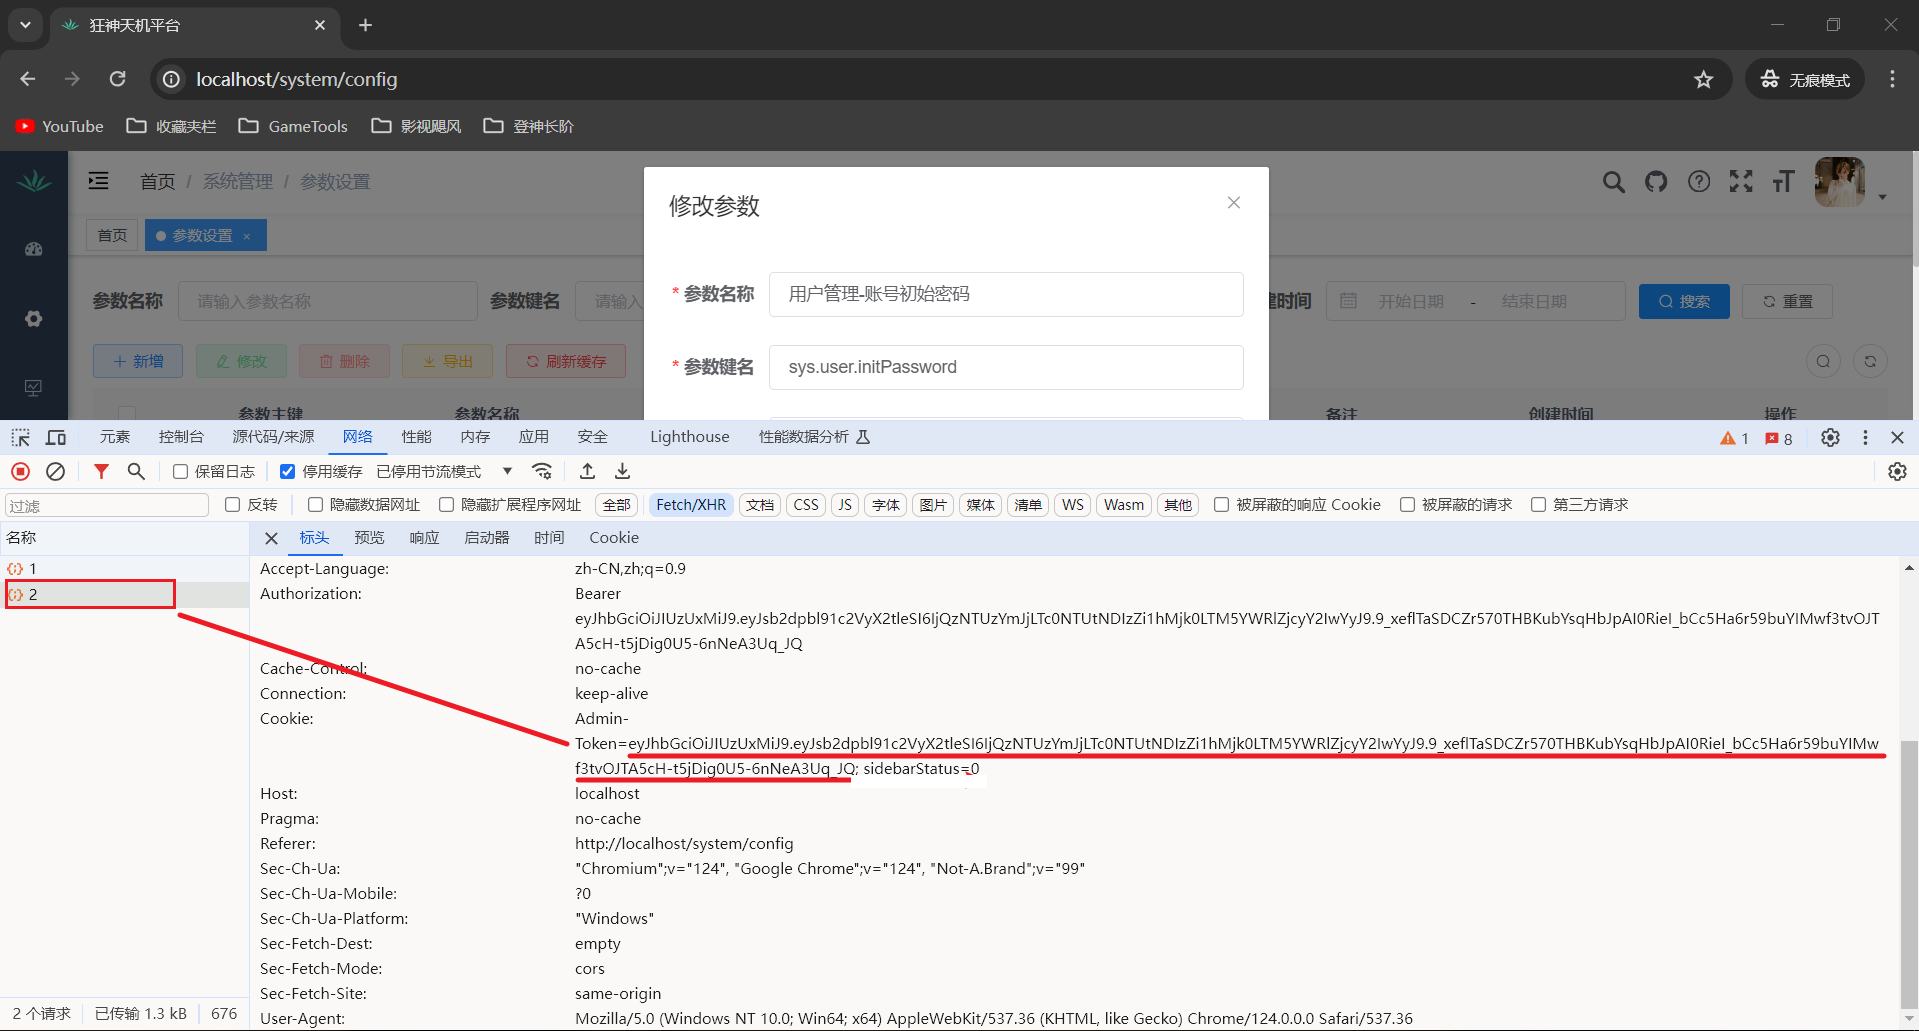 狂神天机平台
localhost/system/config
无痕模式
YouTube
收藏夹栏
GameTools
影视飓风
登神长阶
首页 / 系统管理 / 参数设置
首页
参数设置
修改参数
参数名称
请输入参数名称
参数键名
请输入
建时间
开始日期 - 结束日期
搜索
重置
* 参数名称
用户管理-账号初始密码
* 参数键名
sys.user.initPassword
新增
修改
删除
导出
刷新缓存
参数主键
参数名称
备注
创建时间
操作
元素 控制台 源代码/来源 网络 性能 内存 应用 安全 Lighthouse 性能数据分析
1
8
保留日志
停用缓存
已停用节流模式
过滤
反转
隐藏数据网址
隐藏扩展程序网址
全部 Fetch/XHR 文档 CSS JS 字体 图片 媒体 清单 WS Wasm 其他
被屏蔽的响应 Cookie
被屏蔽的请求
第三方请求
名称
标头 预览 响应 启动器 时间 Cookie
1
2
Accept-Language: zh-CN,zh;q=0.9
Authorization: Bearer
eyJhbGciOiJIUzUxMiJ9.eyJsb2dpbl91c2VyX2tleSI6IjQzNTUzYmJjLTc0NTUtNDIzZi1hMjk0LTM5YWRlZjcyY2IwYyJ9.9_xeflTaSDCZr570THBKubYsqHbJpAI0RieI_bCc5Ha6r59buYIMwf3tvOJT
A5cH-t5jDig0U5-6nNeA3Uq_JQ
Cache-Control: no-cache
Connection: keep-alive
Cookie: Admin-
Token=eyJhbGciOiJIUzUxMiJ9.eyJsb2dpbl91c2VyX2tleSI6IjQzNTUzYmJjLTc0NTUtNDIzZi1hMjk0LTM5YWRlZjcyY2IwYyJ9.9_xeflTaSDCZr570THBKubYsqHbJpAI0RieI_bCc5Ha6r59buYIMw
f3tvOJTA5cH-t5jDig0U5-6nNeA3Uq_JQ; sidebarStatus=0
Host: localhost
Pragma: no-cache
Referer: http://localhost/system/config
Sec-Ch-Ua: "Chromium";v="124", "Google Chrome";v="124", "Not-A.Brand";v="99"
Sec-Ch-Ua-Mobile: ?0
Sec-Ch-Ua-Platform: "Windows"
Sec-Fetch-Dest: empty
Sec-Fetch-Mode: cors
Sec-Fetch-Site: same-origin
User-Agent: Mozilla/5.0 (Windows NT 10.0; Win64; x64) AppleWebKit/537.36 (KHTML, like Gecko) Chrome/124.0.0.0 Safari/537.36
2 个请求
已传输 1.3 kB
676